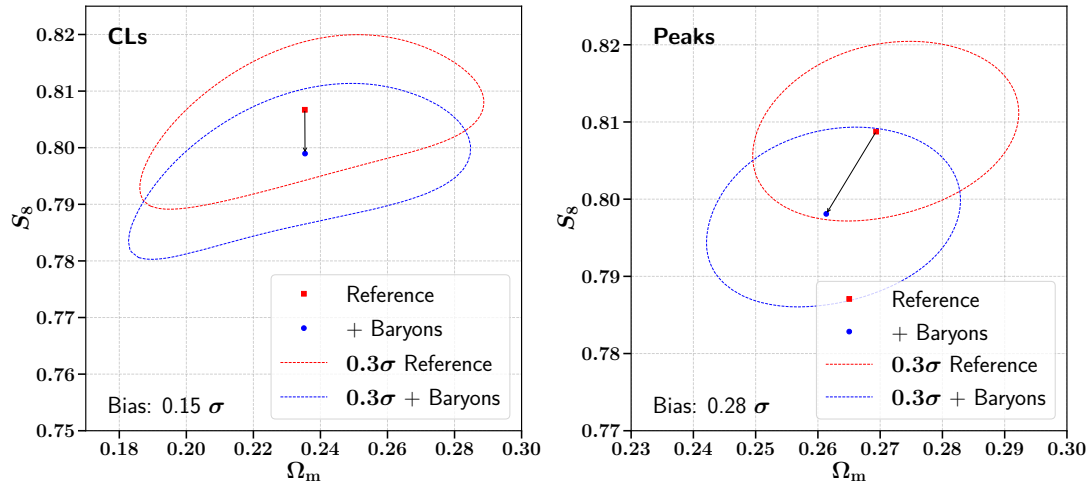 CLs
0.82
0.81
0.80
0.79
0.78
0.77
0.76
0.75
S8
Reference
+ Baryons
0.3σ Reference
0.3σ + Baryons
Bias: 0.15 σ
0.18 0.20 0.22 0.24 0.26 0.28 0.30
Ωm
Peaks
0.82
0.81
0.80
0.79
0.78
0.77
S8
Reference
+ Baryons
0.3σ Reference
0.3σ + Baryons
Bias: 0.28 σ
0.23 0.24 0.25 0.26 0.27 0.28 0.29 0.30
Ωm